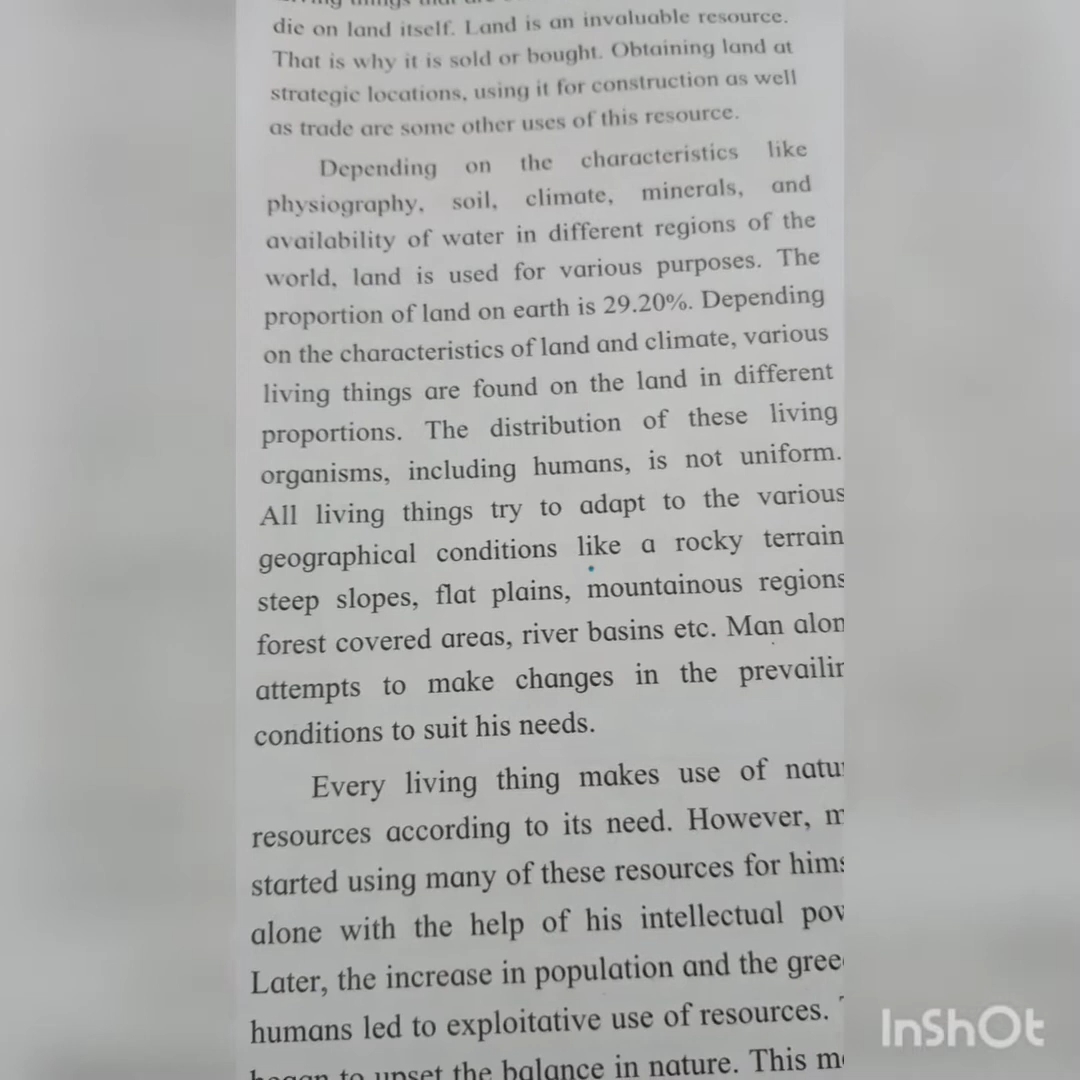 things that are
die on land itself. Land is an invaluable resource.
That is why it is sold or bought. Obtaining land at
strategic locations, using it for construction as well
as trade are some other uses of this resource.
Depending on the characteristics like
physiography, soil, climate, minerals, and
availability of water in different regions of the
world, land is used for various purposes. The
proportion of land on earth is 29.20%. Depending
on the characteristics of land and climate, various
living things are found on the land in different
proportions. The distribution of these living
organisms, including humans, is not uniform.
All living things try to adapt to the various
geographical conditions like a rocky terrain
steep slopes, flat plains, mountainous regions
forest covered areas, river basins etc. Man alon
attempts to make changes in the prevailin
conditions to suit his needs.
Every living thing makes use of natu
resources according to its need. However, m
started using many of these resources for hims
alone with the help of his intellectual pow
Later, the increase in population and the gree
humans led to exploitative use of resources.
began to upset the balance in nature. This m
InShOt